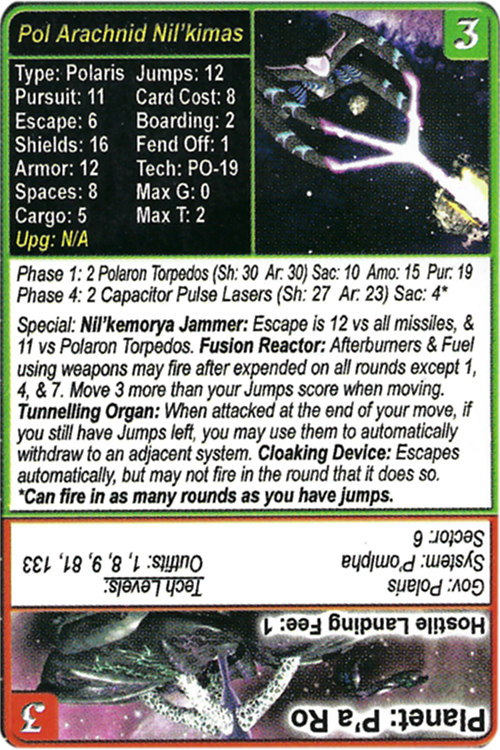 Pol Arachnid Nil'kimas
3
Type: Polaris Jumps: 12
Pursuit: 11 Card Cost: 8
Escape: 6 Boarding: 2
Shields: 16 Fend Off: 1
Armor: 12 Tech: PO-19
Spaces: 8 Max G: 0
Cargo: 5 Max T: 2
Upg: N/A
Phase 1: 2 Polaron Torpedos (Sh: 30 Ar: 30) Sac: 10 Amo: 15 Pur: 19
Phase 4: 2 Capacitor Pulse Lasers (Sh: 27 Ar: 23) Sac: 4*
Special: Nil'kemorya Jammer: Escape is 12 vs all missiles, &
11 vs Polaron Torpedos. Fusion Reactor: Afterburners & Fuel
using weapons may fire after expended on all rounds except 1,
4, & 7. Move 3 more than your Jumps score when moving.
Tunnelling Organ: When attacked at the end of your move, if
you still have Jumps left, you may use them to automatically
withdraw to an adjacent system. Cloaking Device: Escapes
automatically, but may not fire in the round that it does so.
*Can fire in as many rounds as you have jumps.
Planet: P'a Ro
3
Hostile Landing Fee: 1
Gov: Polaris Tech Levels:
System: P'omlpha Outfits: 1, 8, 9, 81, 133
Sector: 6